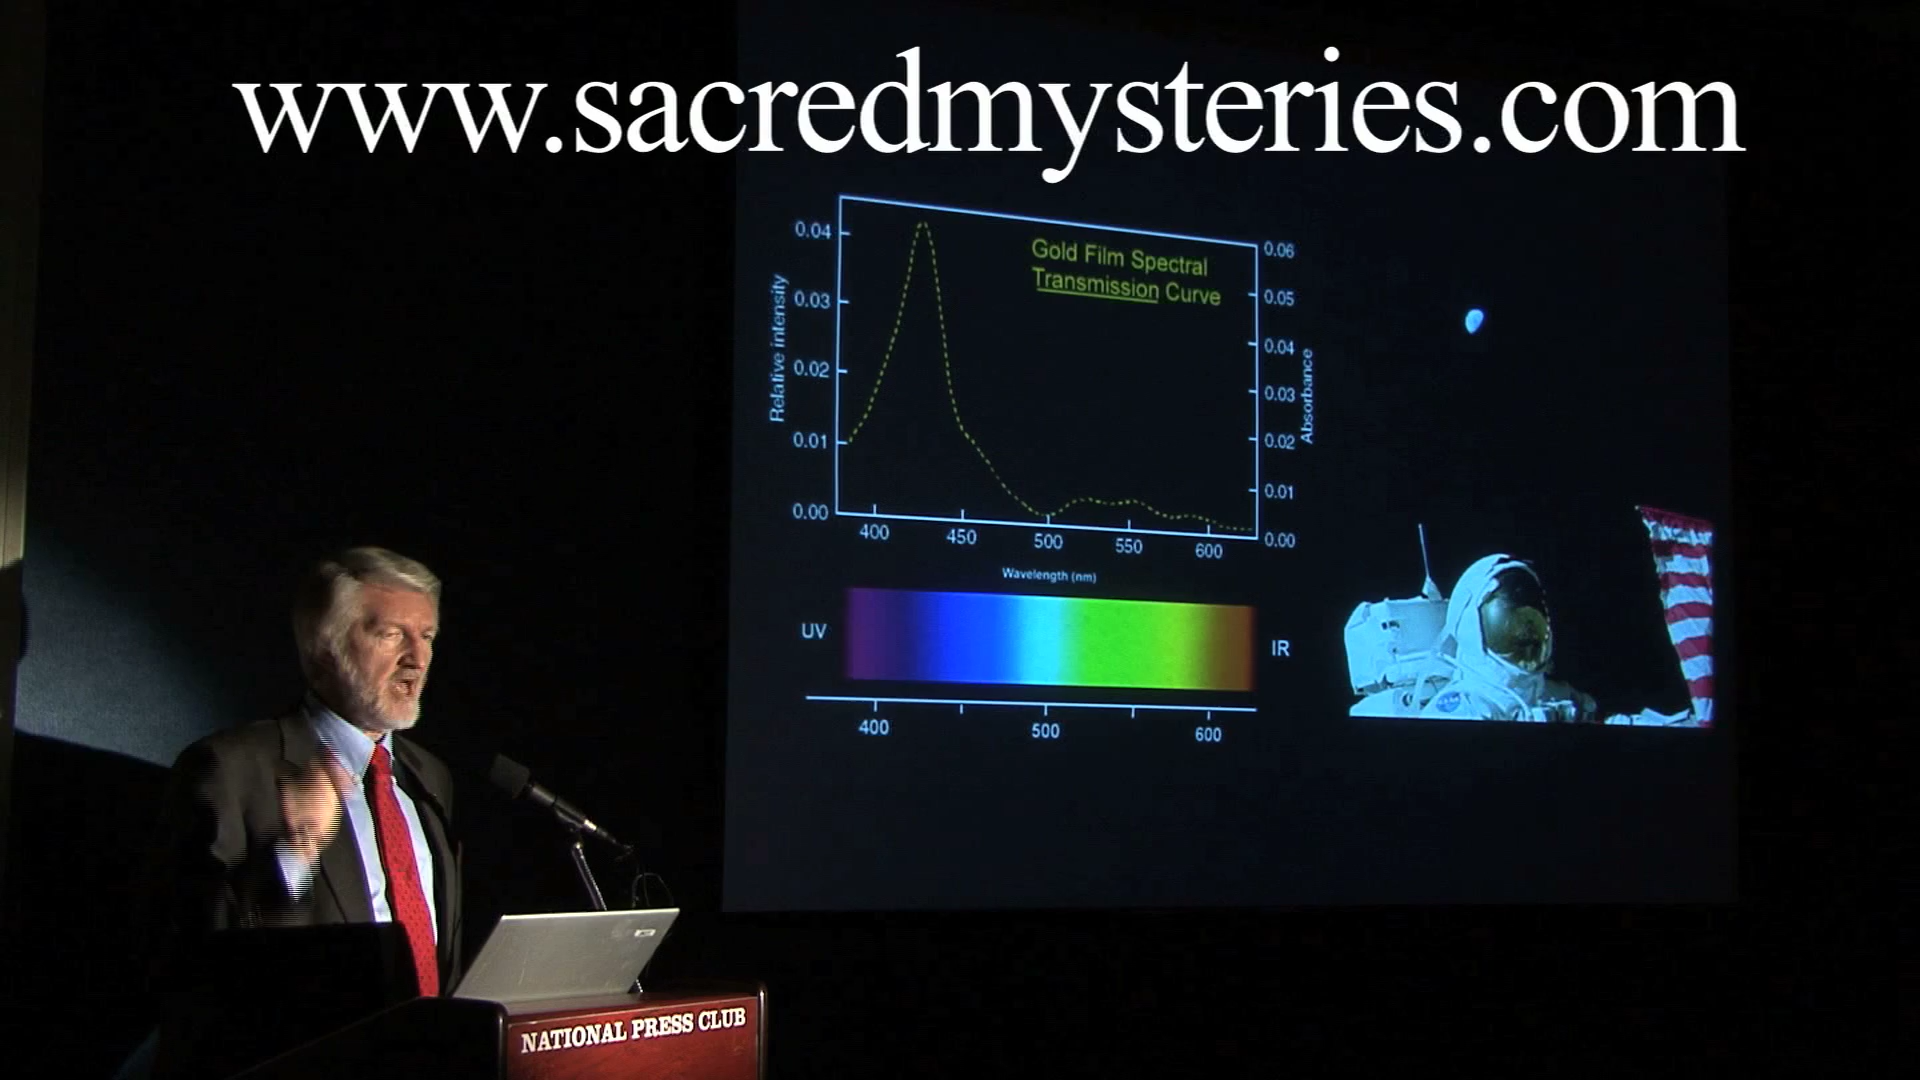 www.sacredmysteries.com
Gold Film Spectral
Transmission Curve
Relative intensity
0.04
0.03
0.02
0.01
0.00
0.06
0.05
0.04
0.03
0.02
0.01
0.00
Absorbance
400 450 500 550 600
Wavelength (nm)
UV
IR
400 500 600
NATIONAL PRESS CLUB